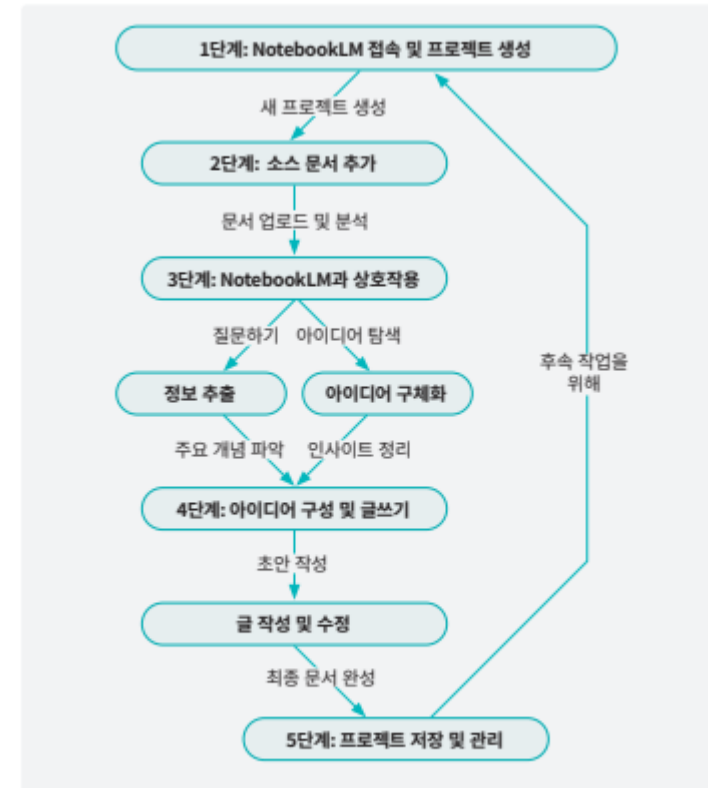 1단계: NotebookLM 접속 및 프로젝트 생성
새 프로젝트 생성
2단계: 소스 문서 추가
문서 업로드 및 분석
3단계: NotebookLM과 상호작용
질문하기
아이디어 탐색
정보 추출
아이디어 구체화
주요 개념 파악
인사이트 정리
4단계: 아이디어 구성 및 글쓰기
초안 작성
글 작성 및 수정
최종 문서 완성
5단계: 프로젝트 저장 및 관리
후속 작업을
위해